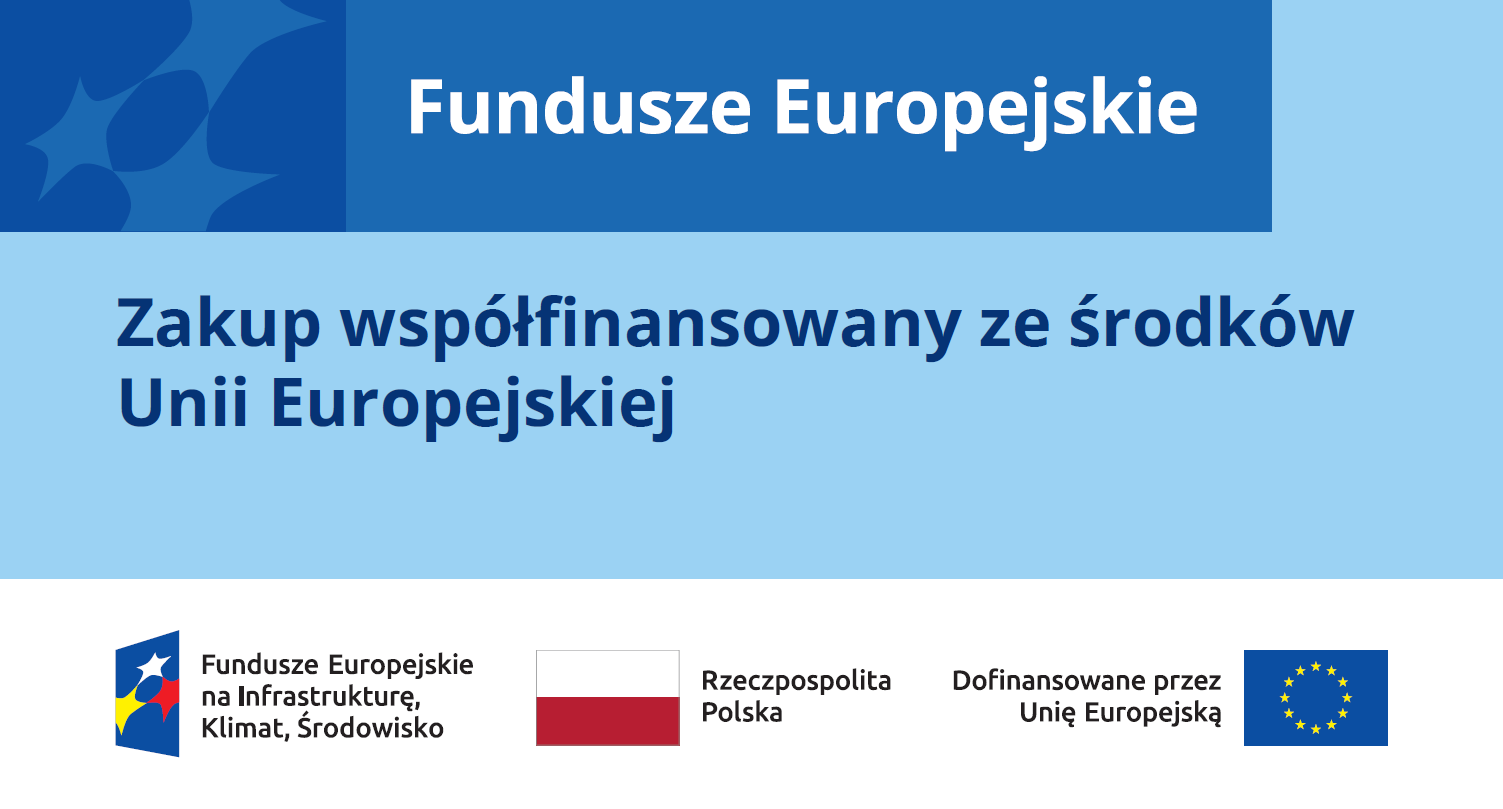 Fundusze Europejskie
Zakup współfinansowany ze środków
Unii Europejskiej
Fundusze Europejskie
na Infrastrukturę,
Klimat, Środowisko
Rzeczpospolita
Polska
Dofinansowane przez
Unię Europejską